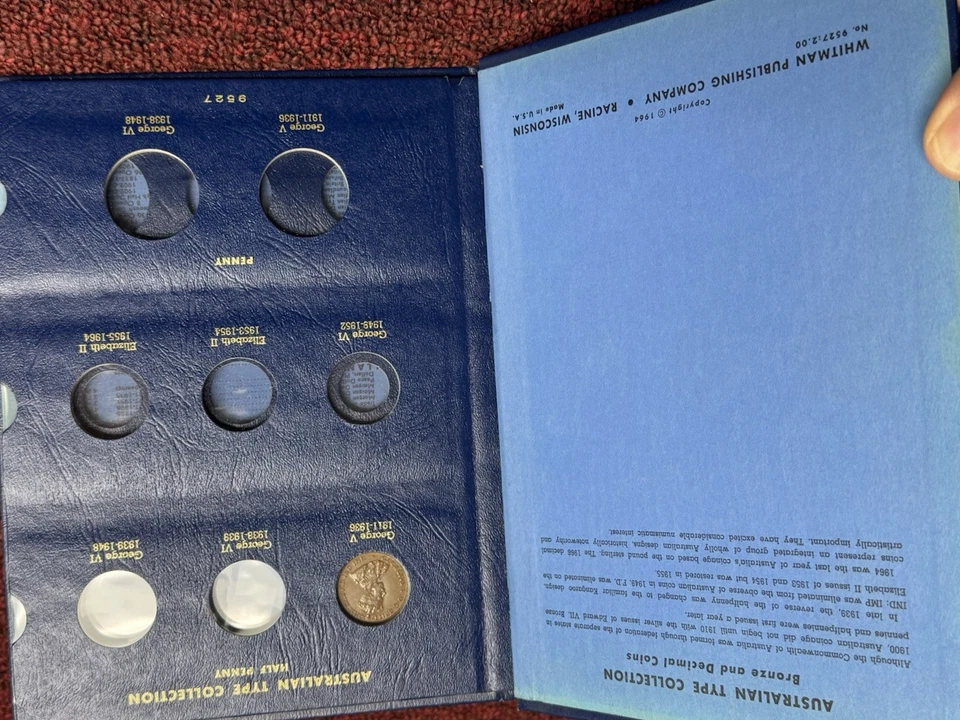 AUSTRALIAN TYPE COLLECTION
Bronze and Decimal Coins
Although the Commonwealth of Australia was formed through federation of the separate states in
1900, Australian coinage did not begin until 1910 with the silver issues of Edward VII. Bronze
pennies and halfpennies were first issued a year later.
In late 1939, the reverse of the halfpenny was changed to the familiar Kangaroo design.
IND: IMP was eliminated from the obverse of Australian coins in 1949. F.D. was eliminated on the
Elizabeth II issues of 1953 and 1954 but was restored in 1955.
1964 was the last year of Australia's coinage based on the pound sterling. The 1966 decimal
coins represent an integrated group of wholly Australian designs, historically noteworthy and
artistically important. They have excited considerable numismatic interest.
Copyright © 1964
WHITMAN PUBLISHING COMPANY • RACINE, WISCONSIN
No. 9527:2.00 Made in U.S.A.
AUSTRALIAN TYPE COLLECTION
HALF PENNY
George V
1911-1936
George VI
1938-1939
George VI
1939-1948
George VI
1949-1952
Elizabeth II
1953-1954
Elizabeth II
1955-1964
PENNY
George V
1911-1936
George VI
1938-1948
9527